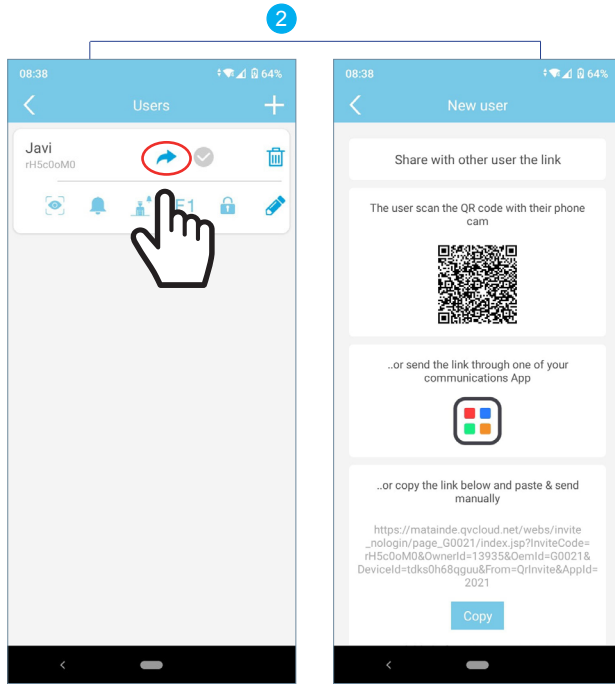 2
08:38
64%
Users
Javi
rH5c0oM0
F1
08:38
64%
New user
Share with other user the link
The user scan the QR code with their phone
cam
..or send the link through one of your
communications App
..or copy the link below and paste & send
manually
https://matainde.qvcloud.net/webs/invite
_nologin/page_G0021/index.jsp?InviteCode=
rH5c0oM0&OwnerId=13935&OemId=G0021&
DeviceId=tdks0h68qguu&From=QrInvite&AppId=
2021
Copy